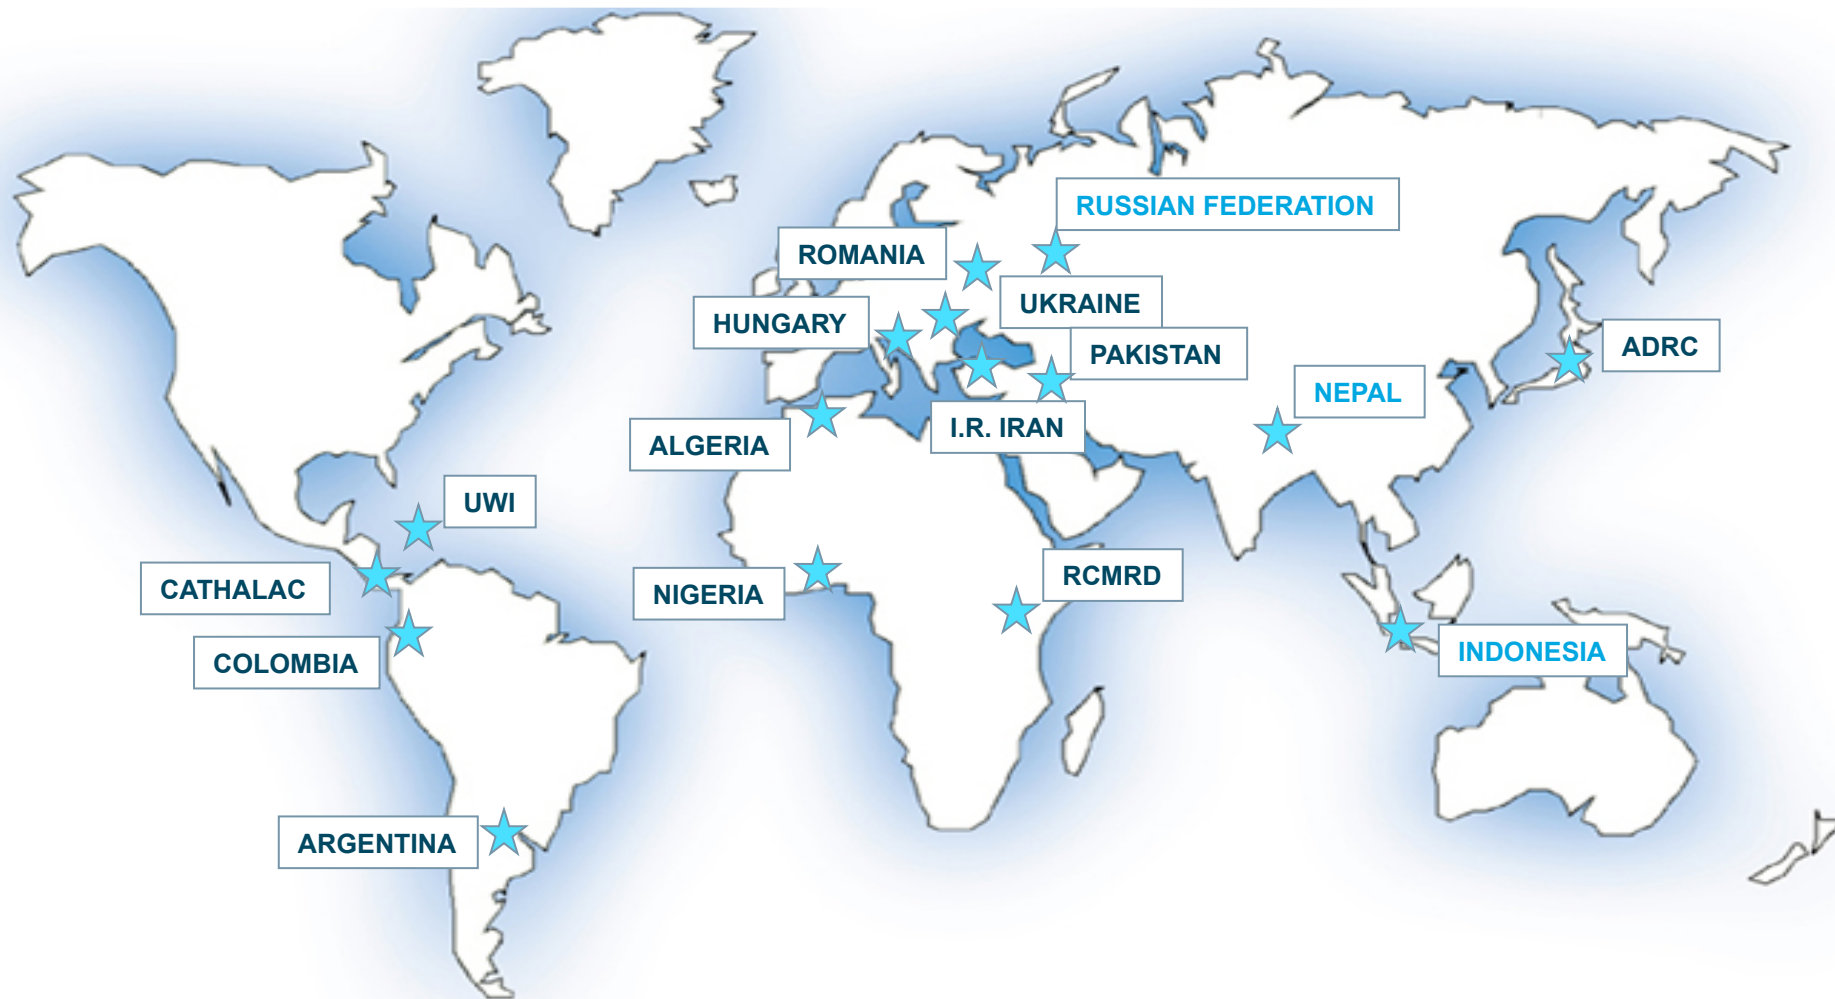 RUSSIAN FEDERATION
ROMANIA
UKRAINE
HUNGARY
PAKISTAN
ADRC
NEPAL
I.R. IRAN
ALGERIA
UWI
RCMRD
CATHALAC
NIGERIA
COLOMBIA
INDONESIA
ARGENTINA